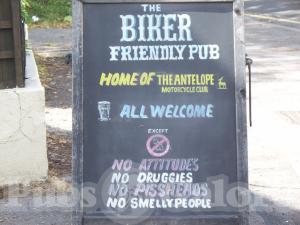 THE
BIKER
FRIENDLY PUB
HOME OF THE ANTELOPE
MOTORCYCLE CLUB
ALL WELCOME
EXCEPT
NO ATTITUDES
NO DRUGGIES
NO PISSHEADS
NO SMELLY PEOPLE